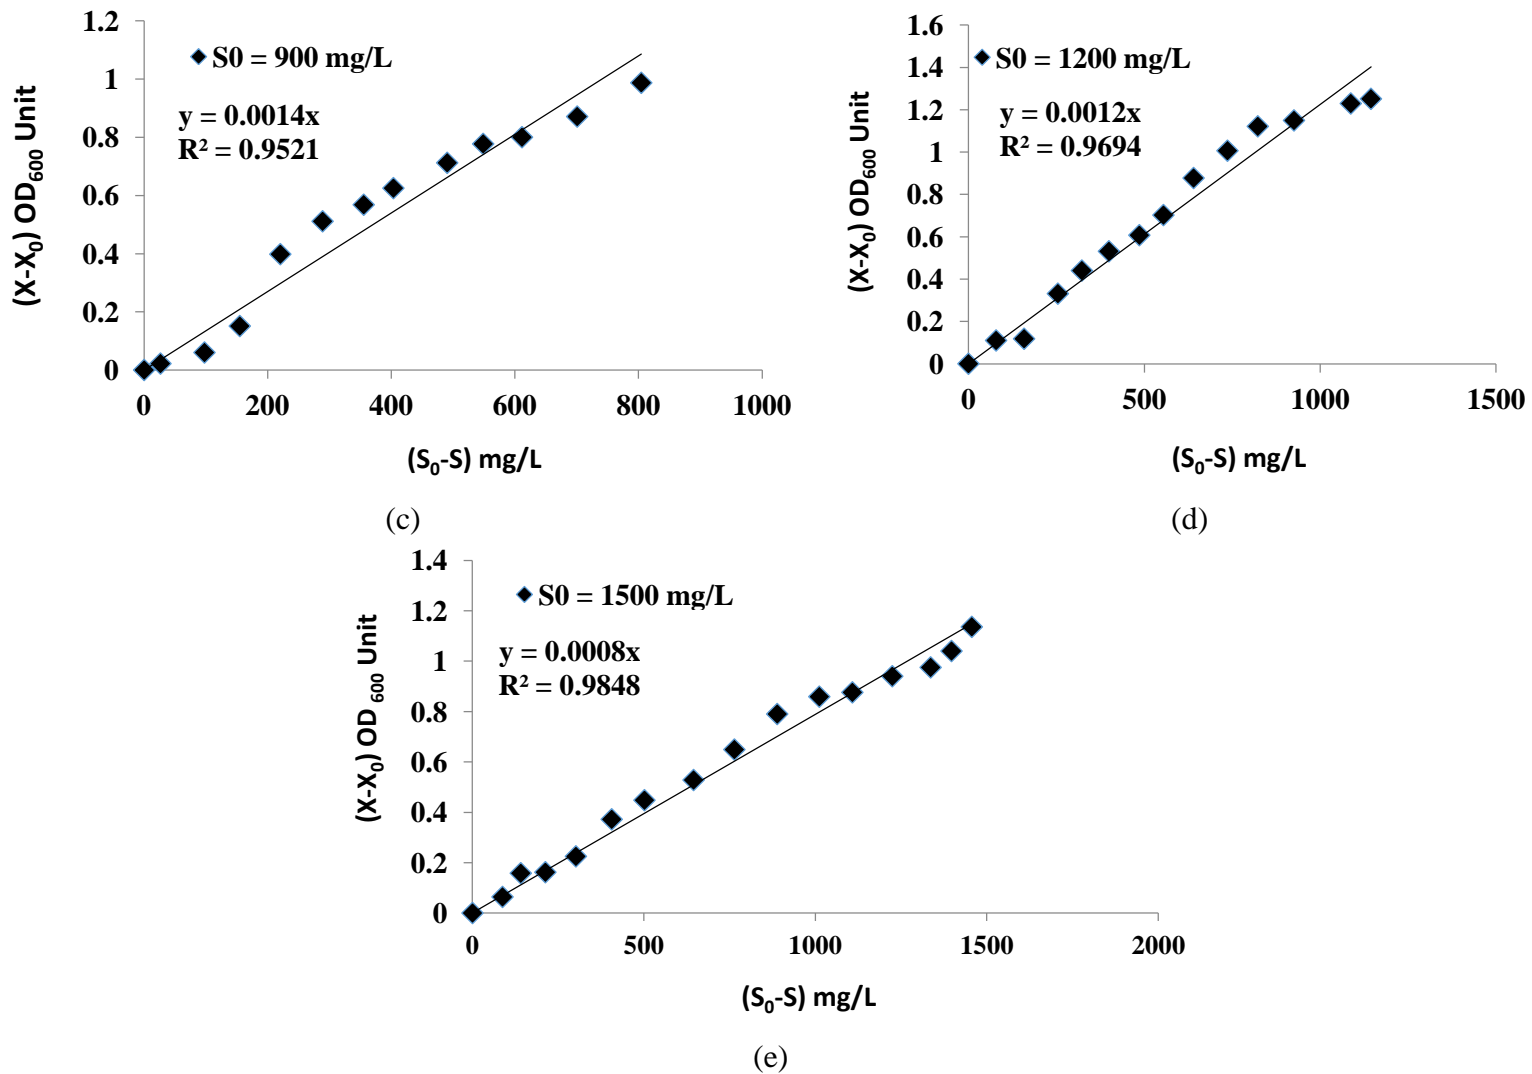 S0 = 900 mg/L
y = 0.0014x
R² = 0.9521
(X-X₀) OD₆₀₀ Unit
1.2
1
0.8
0.6
0.4
0.2
0
0 200 400 600 800 1000
(S₀-S) mg/L
(c)
S0 = 1200 mg/L
y = 0.0012x
R² = 0.9694
(X-X₀) OD₆₀₀ Unit
1.6
1.4
1.2
1
0.8
0.6
0.4
0.2
0
0 500 1000 1500
(S₀-S) mg/L
(d)
S0 = 1500 mg/L
y = 0.0008x
R² = 0.9848
(X-X₀) OD₆₀₀ Unit
1.4
1.2
1
0.8
0.6
0.4
0.2
0
0 500 1000 1500 2000
(S₀-S) mg/L
(e)